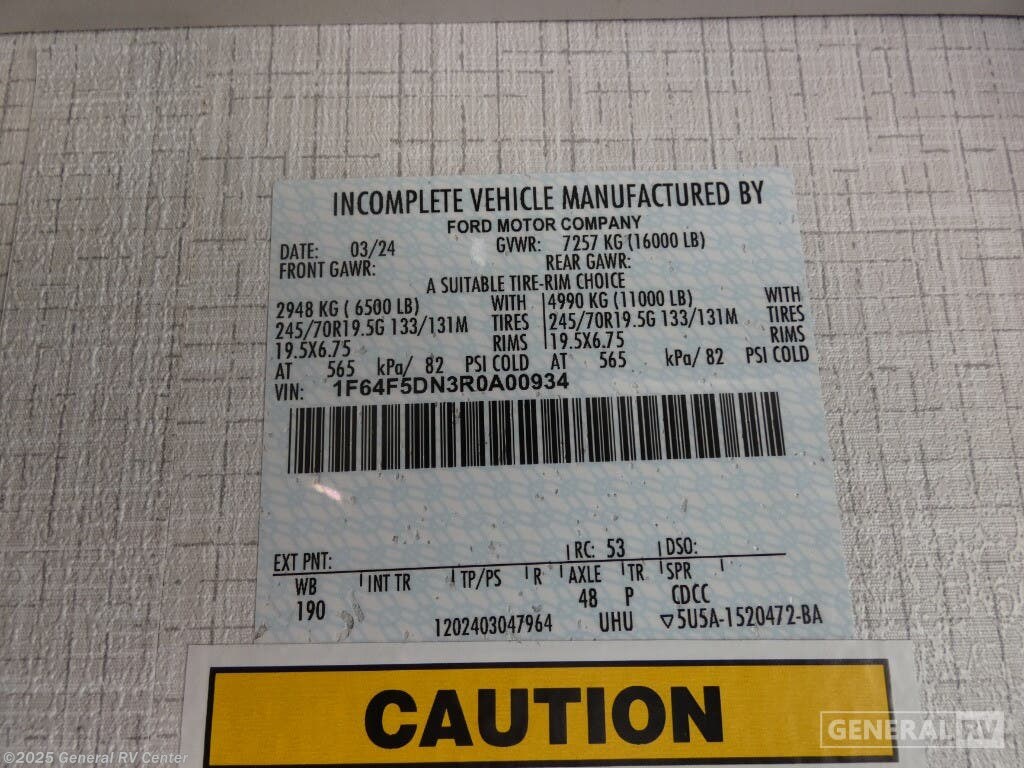 INCOMPLETE VEHICLE MANUFACTURED BY
FORD MOTOR COMPANY
DATE: 03/24 GVWR: 7257 KG (16000 LB)
FRONT GAWR: REAR GAWR:
A SUITABLE TIRE-RIM CHOICE
2948 KG ( 6500 LB) WITH 4990 KG (11000 LB) WITH
245/70R19.5G 133/131M TIRES 245/70R19.5G 133/131M TIRES
19.5X6.75 RIMS 19.5X6.75 RIMS
AT 565 kPa/ 82 PSI COLD AT 565 kPa/ 82 PSI COLD
VIN: 1F64F5DN3R0A00934
EXT PNT: RC: 53 DSO:
WB INT TR TP/PS R AXLE TR SPR
190 48 P CDCC
1202403047964 UHU ▽5U5A-1520472-BA
CAUTION
GENERAL RV
©2025 General RV Center